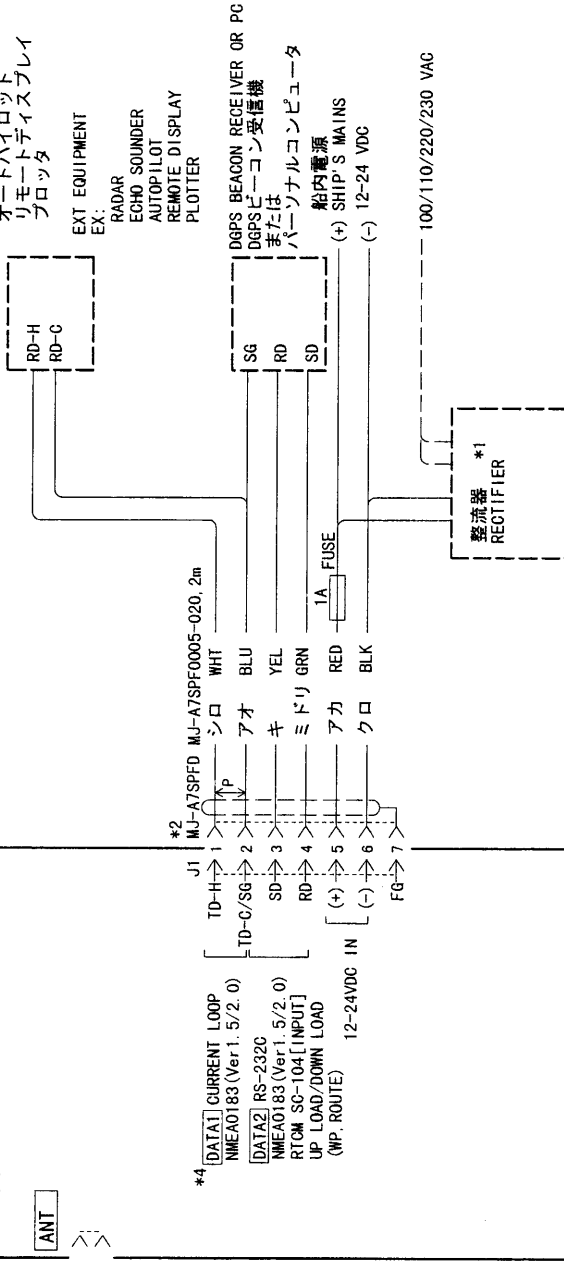 オートパイロット
リモートディスプレイ
プロッタ
EXT EQUIPMENT
EX:
RADAR
ECHO SOUNDER
AUTOPILOT
REMOTE DISPLAY
PLOTTER
RD-H
RD-C
DGPS BEACON RECEIVER OR PC
DGPSビーコン受信機
または
パーソナルコンピュータ
SG
RD
SD
船内電源
(+) SHIP'S MAINS
(-) 12-24 VDC
100/110/220/230 VAC
整流器 *1
RECTIFIER
1A FUSE
*2
MJ-A7SPFD MJ-A7SPF0005-020, 2m
J1
P
TD-H 1 シロ WHT
TD-C/SG 2 アオ BLU
SD 3 キ YEL
RD 4 ミドリ GRN
(+) 5 アカ RED
(-) 6 クロ BLK
FG 7
*4
DATA1 CURRENT LOOP
NMEA0183(Ver1.5/2.0)
DATA2 RS-232C
NMEA0183(Ver1.5/2.0)
RTCM SC-104[INPUT]
UP LOAD/DOWN LOAD
(WP, ROUTE)
12-24VDC IN
ANT